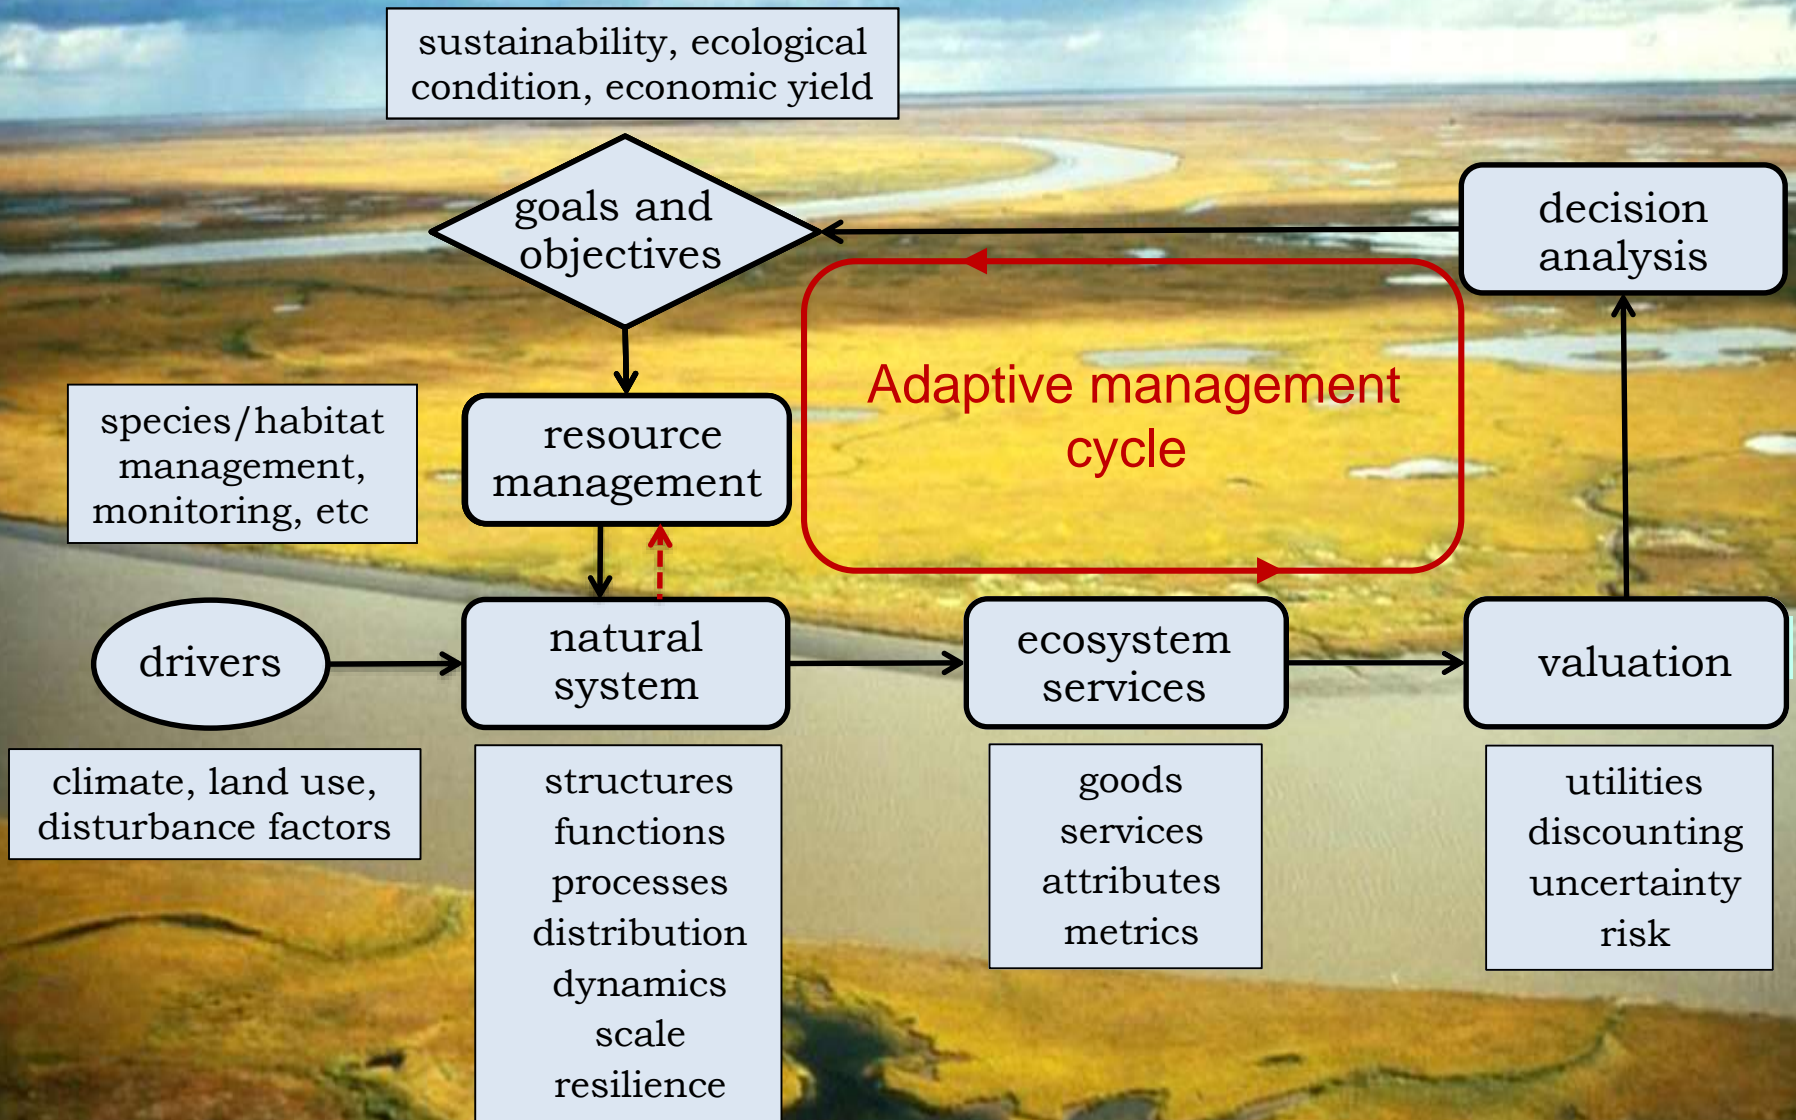 sustainability, ecological
condition, economic yield
goals and
objectives
decision
analysis
Adaptive management
cycle
species/habitat
management,
monitoring, etc
resource
management
drivers
natural
system
ecosystem
services
valuation
climate, land use,
disturbance factors
structures
functions
processes
distribution
dynamics
scale
resilience
goods
services
attributes
metrics
utilities
discounting
uncertainty
risk